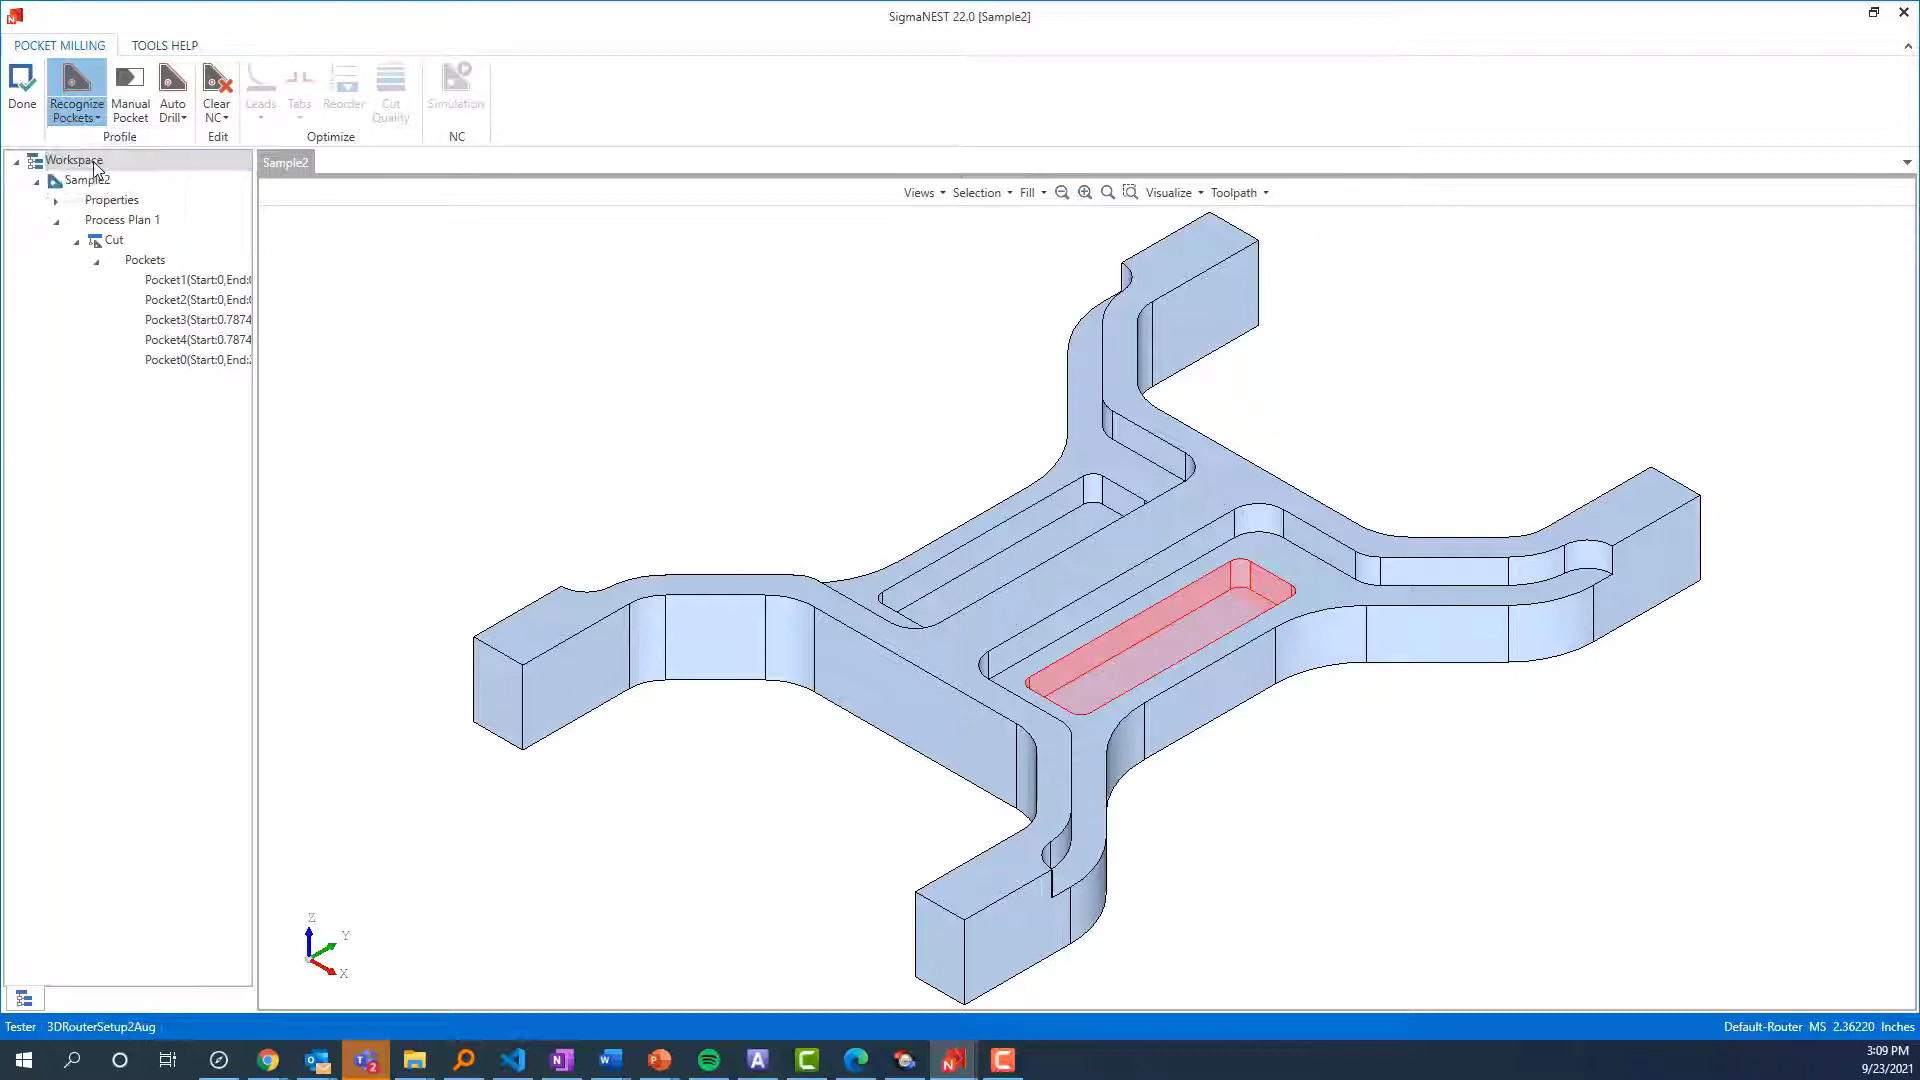 SigmaNEST 22.0 [Sample2]
POCKET MILLING TOOLS HELP
Done
Recognize Pockets
Manual Pocket
Auto Drill
Clear NC
Leads
Tabs
Reorder
Cut Quality
Simulation
Profile Edit Optimize NC
Workspace
Sample2
Properties
Process Plan 1
Cut
Pockets
Pocket1(Start:0,End:
Pocket2(Start:0,End:
Pocket3(Start:0.7874
Pocket4(Start:0.7874
Pocket0(Start:0,End:
Sample2
Views Selection Fill Visualize Toolpath
Z
Y
X
Tester 3DRouterSetup2Aug
Default-Router MS 2.36220 Inches
3:09 PM
9/23/2021